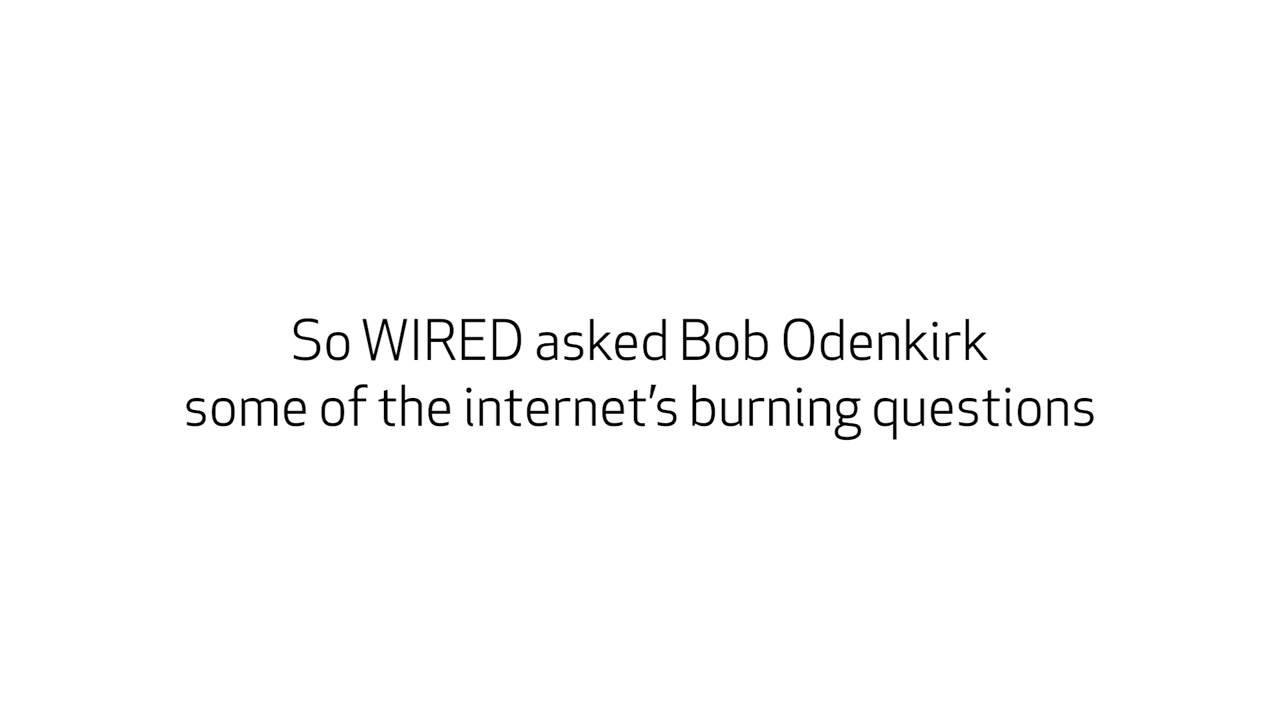 So WIRED asked Bob Odenkirk
some of the internet's burning questions